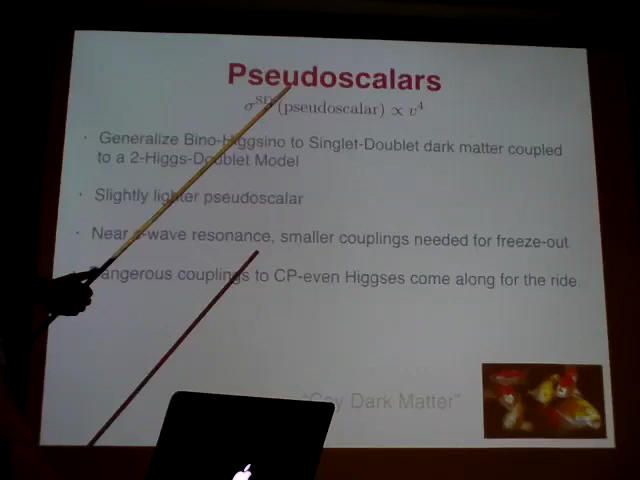 Pseudoscalars
σ^SD (pseudoscalar) ∝ v^4
· Generalize Bino-Higgsino to Singlet-Doublet dark matter coupled
to a 2-Higgs-Doublet Model
· Slightly lighter pseudoscalar
· Near s-wave resonance, smaller couplings needed for freeze-out
Dangerous couplings to CP-even Higgses come along for the ride.
"Coy Dark Matter"